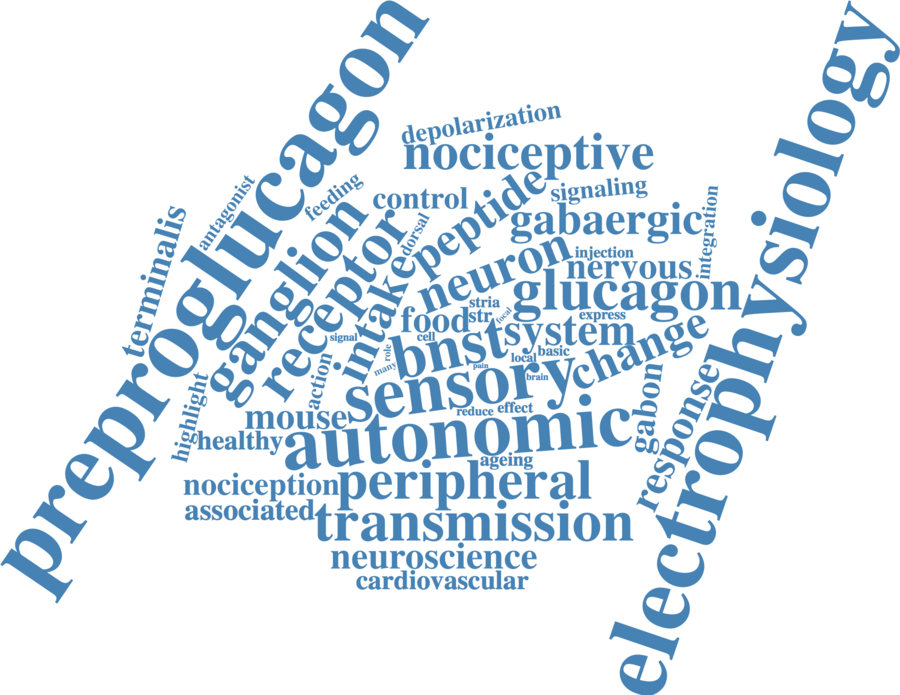 preproglucagon
electrophysiology
depolarization
nociceptive
antagonist
feeding
control
peptide
signaling
terminalis
ganglion
receptor
dorsal
gabaergic
integration
intake
neuron
injection
nervous
glucagon
stria
food
str
focal
express
signal
cell
bnst
system
change
role
many
pain
local
basic
brain
action
highlight
sensory
gabon
response
mouse
reduce
effect
healthy
autonomic
ageing
nociception
peripheral
associated
transmission
neuroscience
cardiovascular